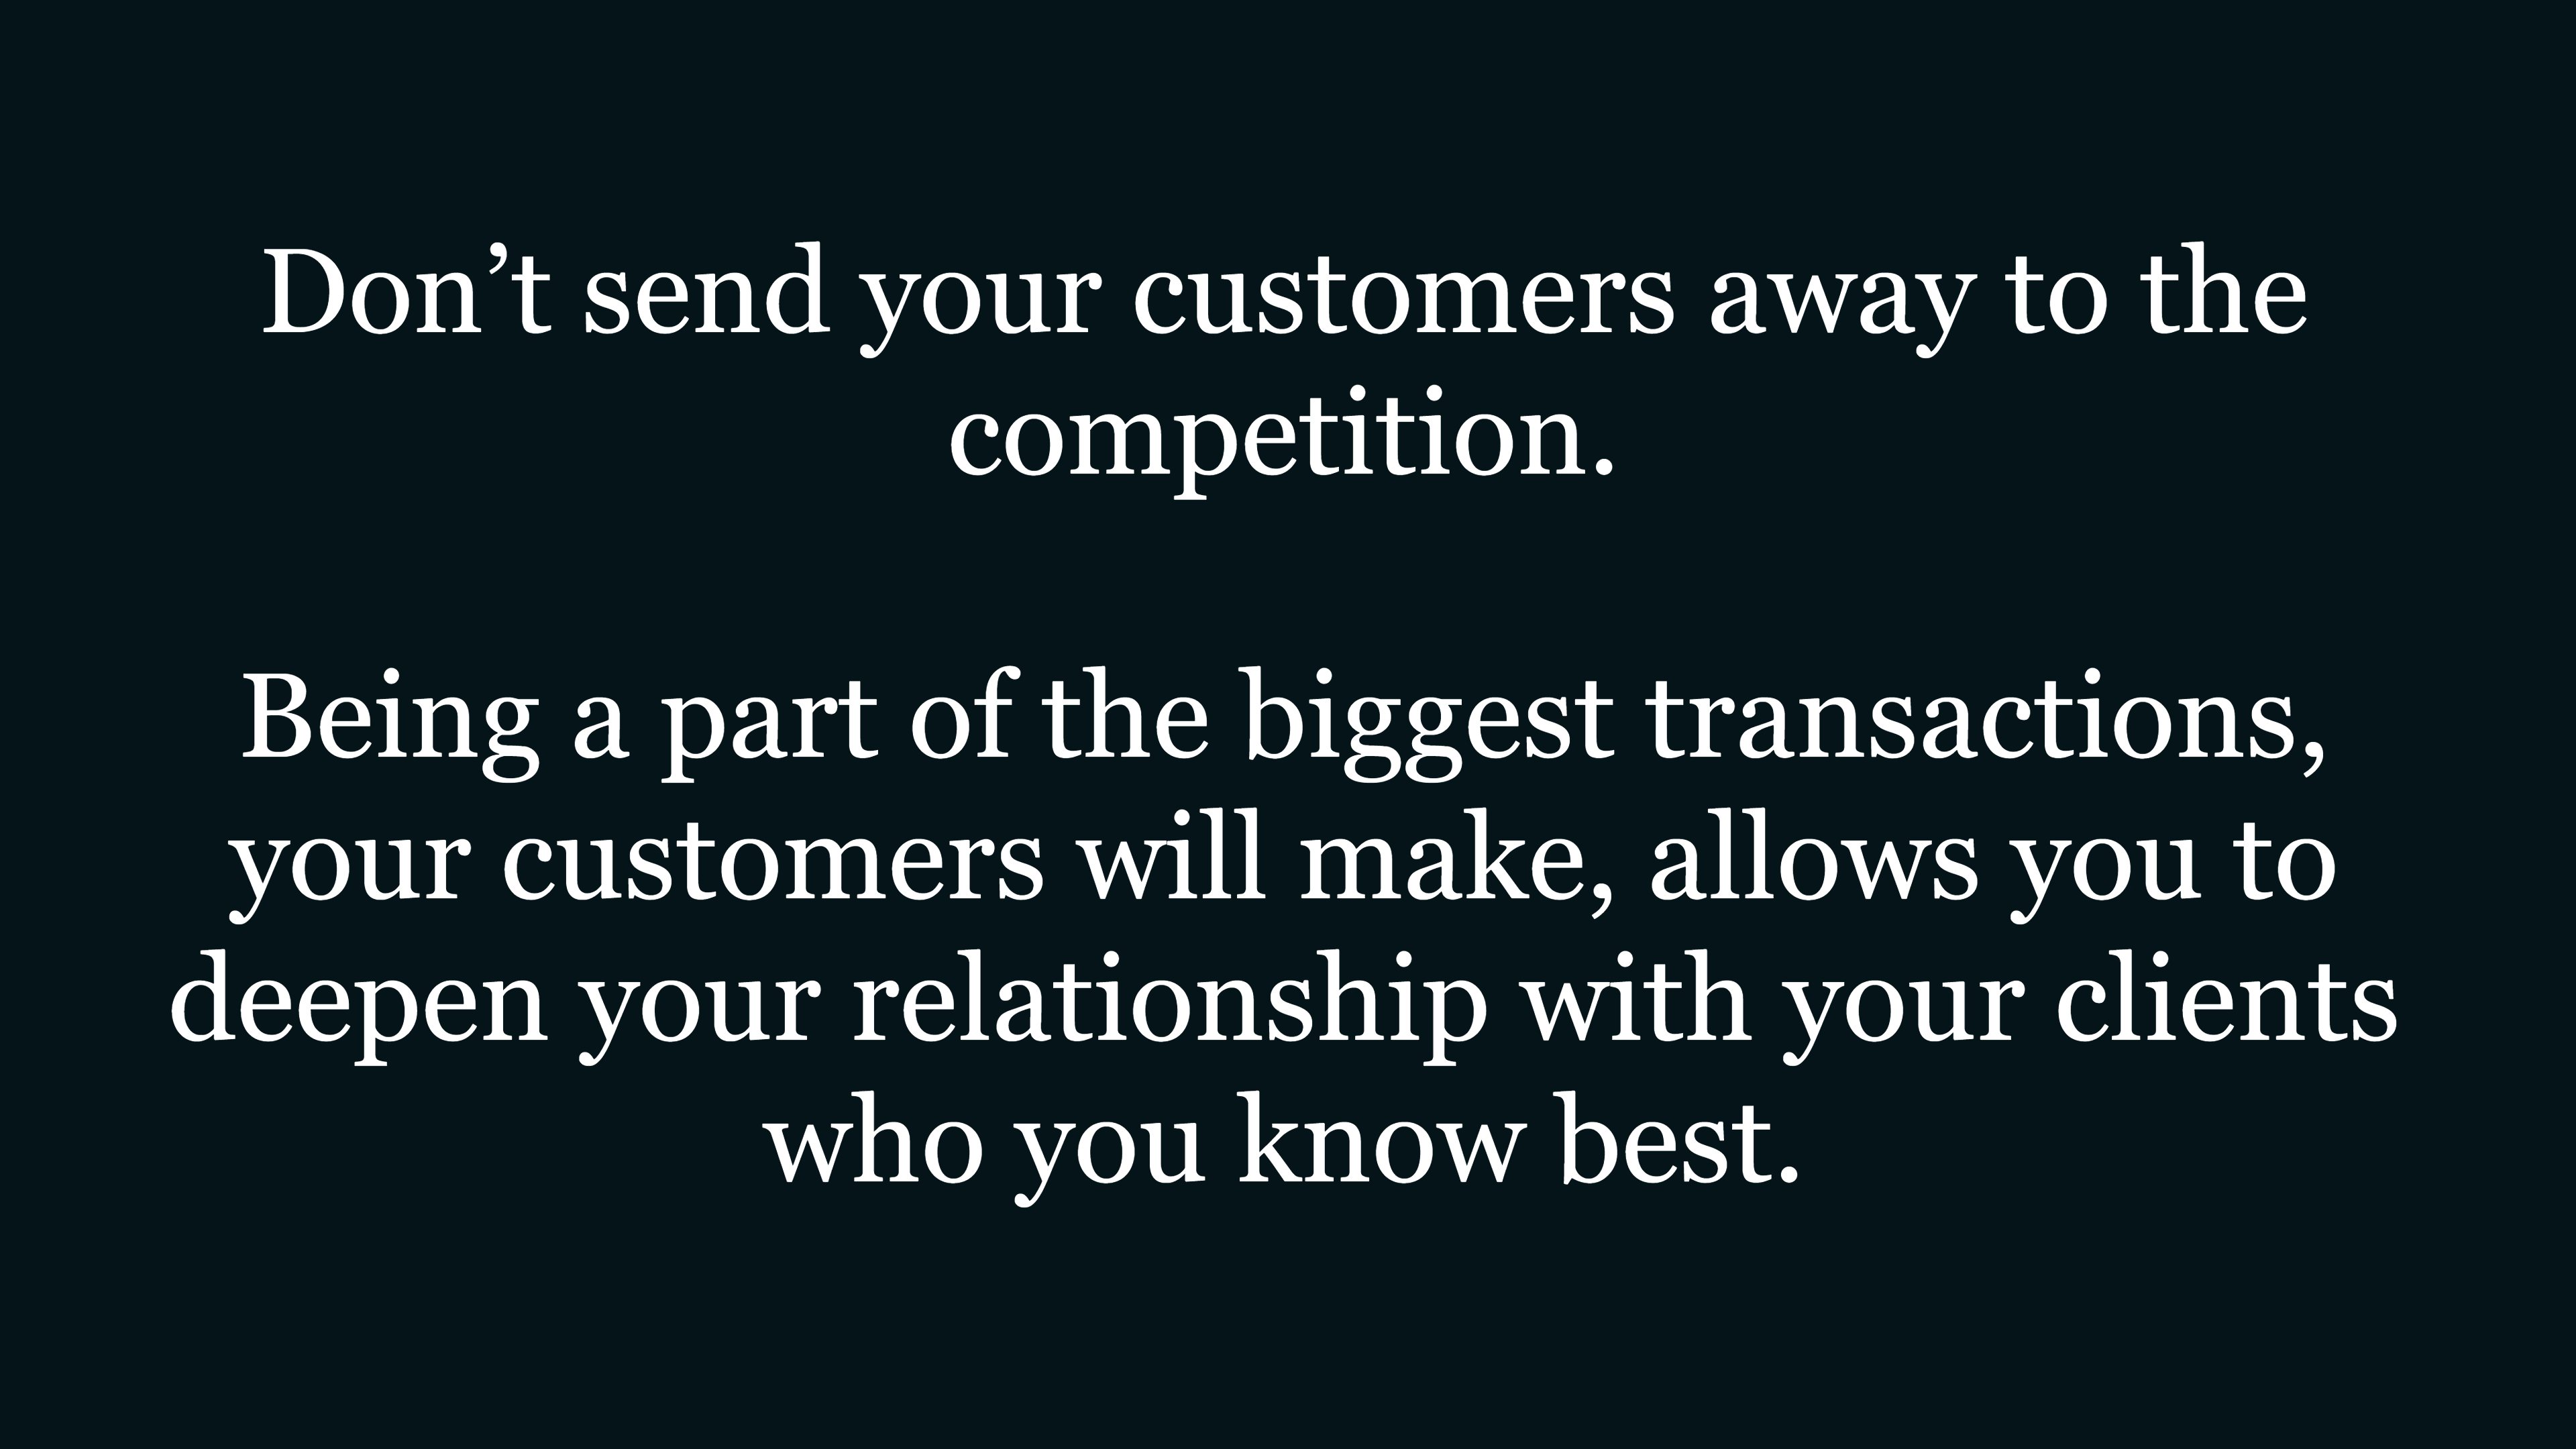 Don’t send your customers away to the
competition.
Being a part of the biggest transactions,
your customers will make, allows you to
deepen your relationship with your clients
who you know best.